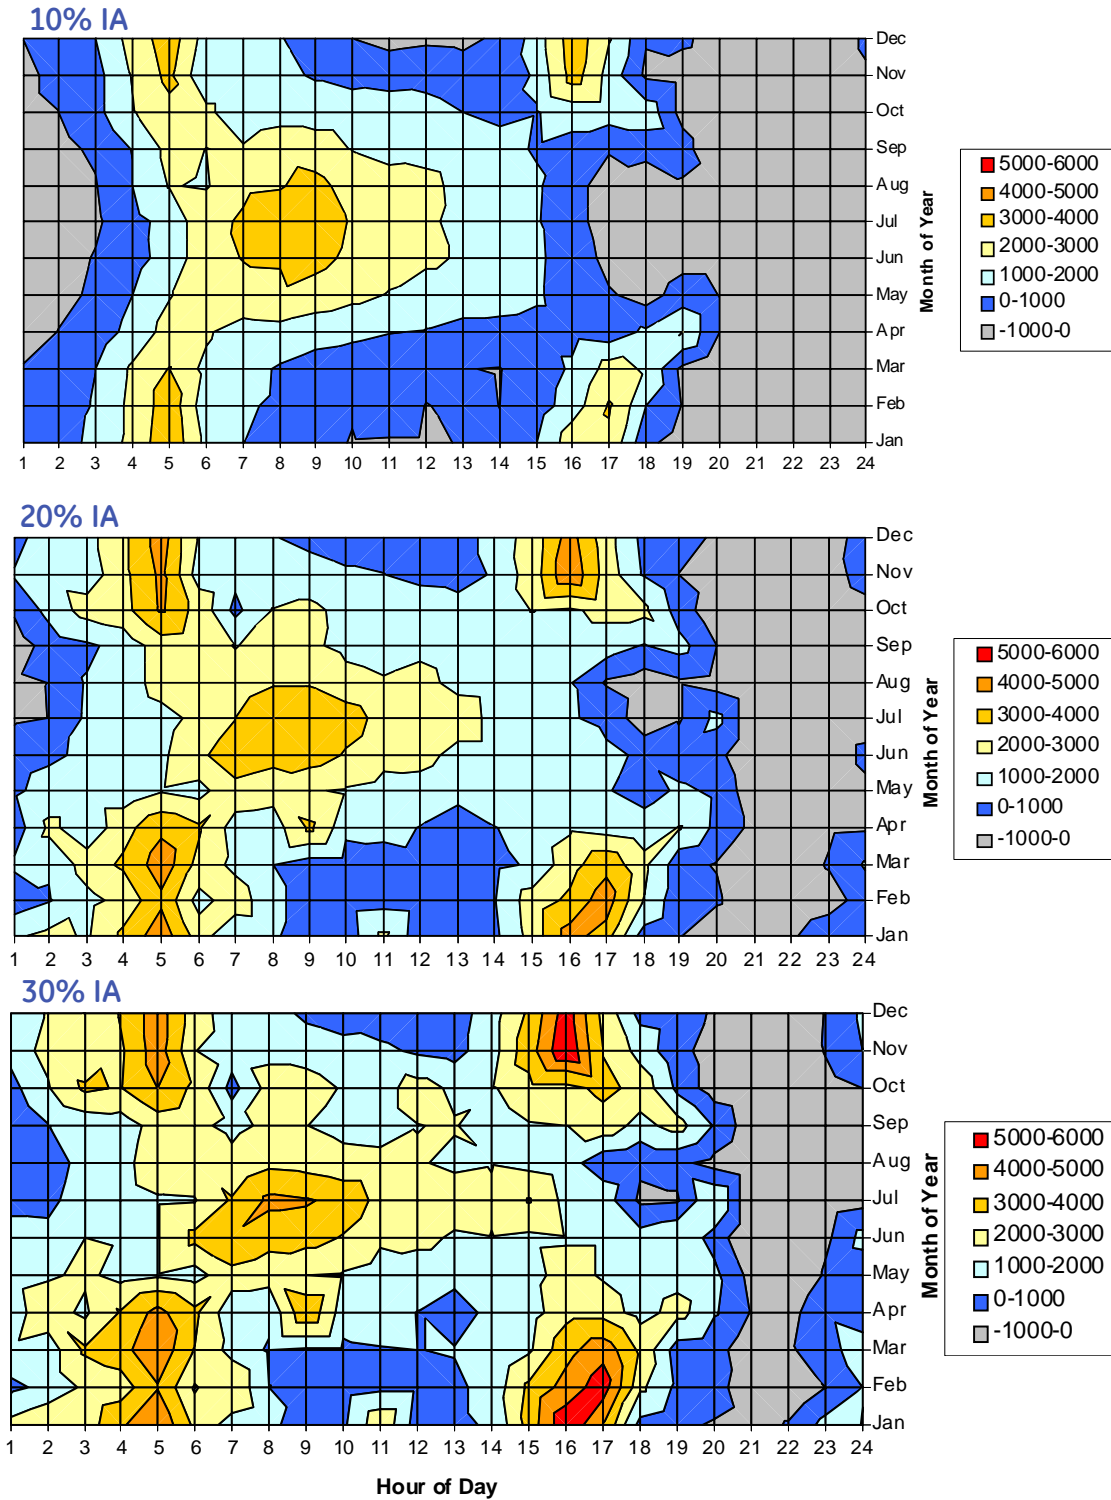 10% IA
Dec
Nov
Oct
Sep
Aug
Jul
Jun
May
Apr
Mar
Feb
Jan
1 2 3 4 5 6 7 8 9 10 11 12 13 14 15 16 17 18 19 20 21 22 23 24
Month of Year
5000-6000
4000-5000
3000-4000
2000-3000
1000-2000
0-1000
-1000-0
20% IA
Dec
Nov
Oct
Sep
Aug
Jul
Jun
May
Apr
Mar
Feb
Jan
1 2 3 4 5 6 7 8 9 10 11 12 13 14 15 16 17 18 19 20 21 22 23 24
Month of Year
5000-6000
4000-5000
3000-4000
2000-3000
1000-2000
0-1000
-1000-0
30% IA
Dec
Nov
Oct
Sep
Aug
Jul
Jun
May
Apr
Mar
Feb
Jan
1 2 3 4 5 6 7 8 9 10 11 12 13 14 15 16 17 18 19 20 21 22 23 24
Month of Year
5000-6000
4000-5000
3000-4000
2000-3000
1000-2000
0-1000
-1000-0
Hour of Day